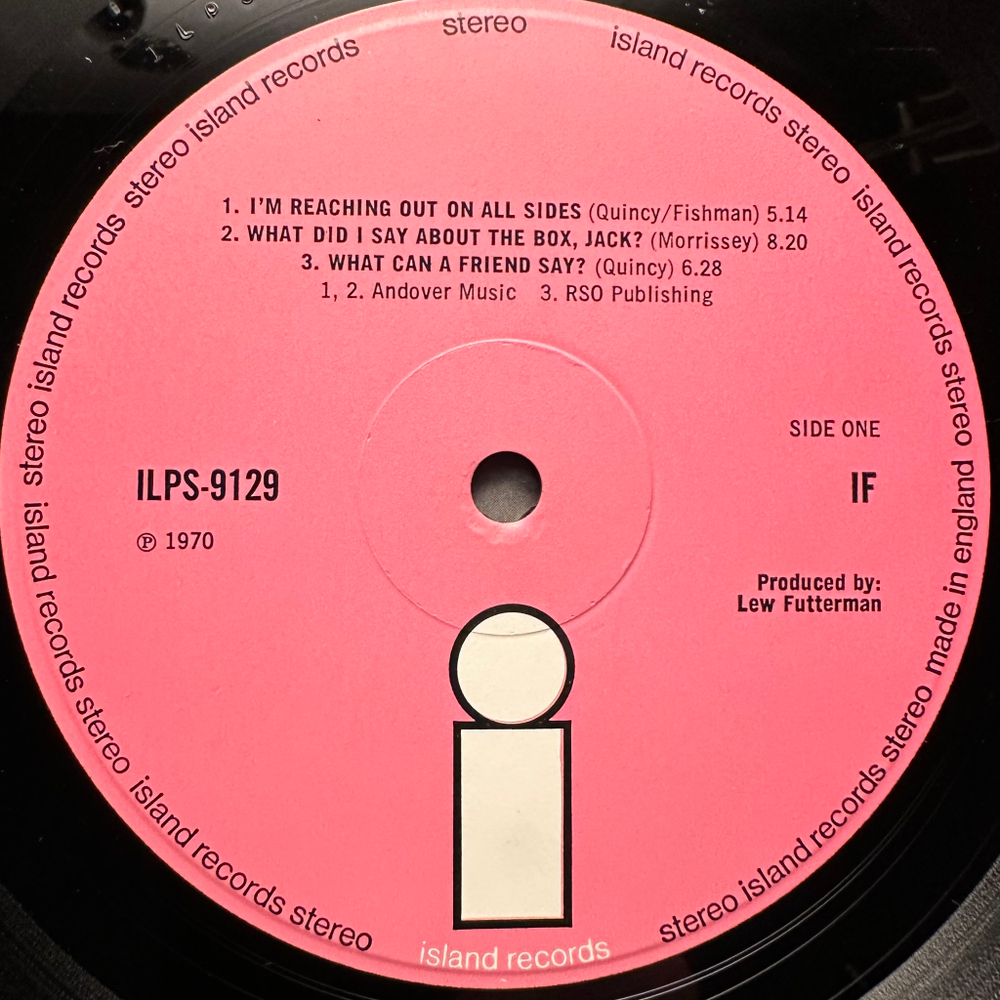 I L P
stereo
island records stereo island records stereo made in england
stereo island records stereo island records
1. I'M REACHING OUT ON ALL SIDES (Quincy/Fishman) 5.14
2. WHAT DID I SAY ABOUT THE BOX, JACK? (Morrissey) 8.20
3. WHAT CAN A FRIEND SAY? (Quincy) 6.28
1, 2. Andover Music 3. RSO Publishing
SIDE ONE
ILPS-9129
IF
℗ 1970
Produced by:
Lew Futterman
island records stereo island records stereo
stereo island records stereo
island records